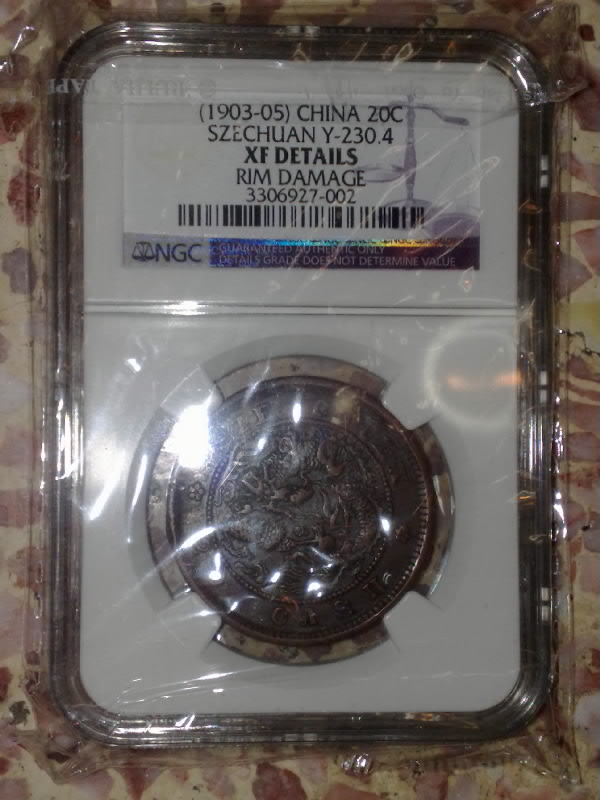 (1903-05) CHINA 20C
SZECHUAN Y-230.4
XF DETAILS
RIM DAMAGE
3306927-002
NGC GUARANTEED AUTHENTIC ONLY
DETAILS GRADE DOES NOT DETERMINE VALUE
CASH